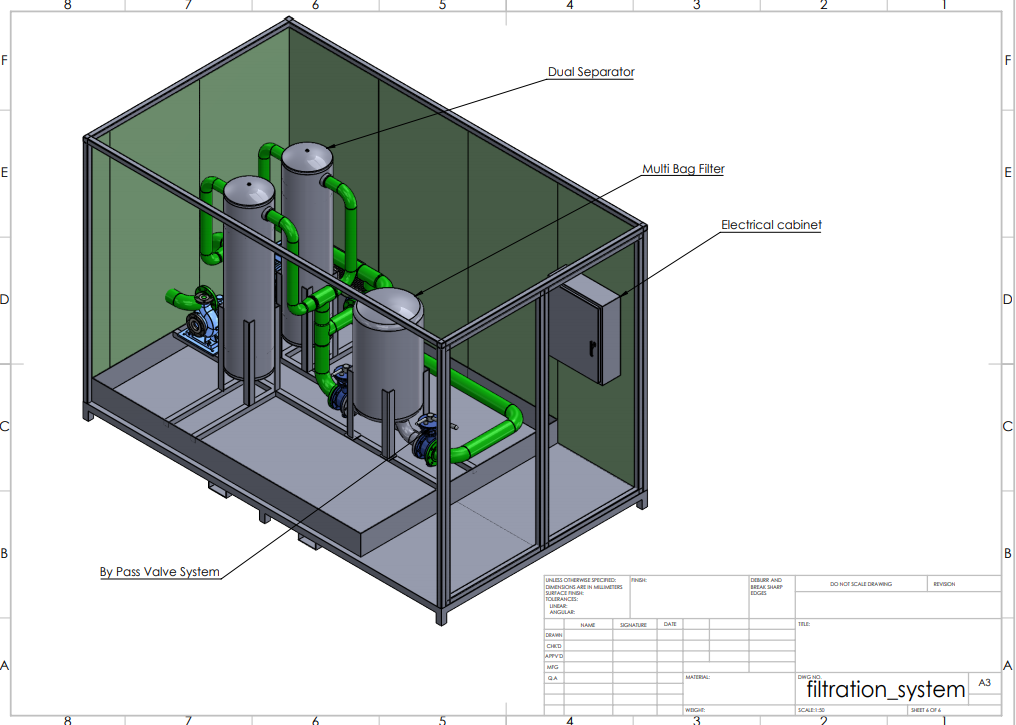 8 7 6 5 4 3 2 1
F F
Dual Separator
Multi Bag Filter
E E
Electrical cabinet
D D
C C
B B
By Pass Valve System
UNLESS OTHERWISE SPECIFIED:
DIMENSIONS ARE IN MILLIMETERS
SURFACE FINISH:
TOLERANCES:
LINEAR:
ANGULAR:
FINISH:
DEBURR AND
BREAK SHARP
EDGES
DO NOT SCALE DRAWING
REVISION
NAME SIGNATURE DATE
TITLE:
DRAWN
CHK'D
APPV'D
MFG
Q.A
MATERIAL:
DWG NO.
filtration_system
A3
WEIGHT:
SCALE:1:50
SHEET 6 OF 6
A A
8 7 6 5 4 3 2 1